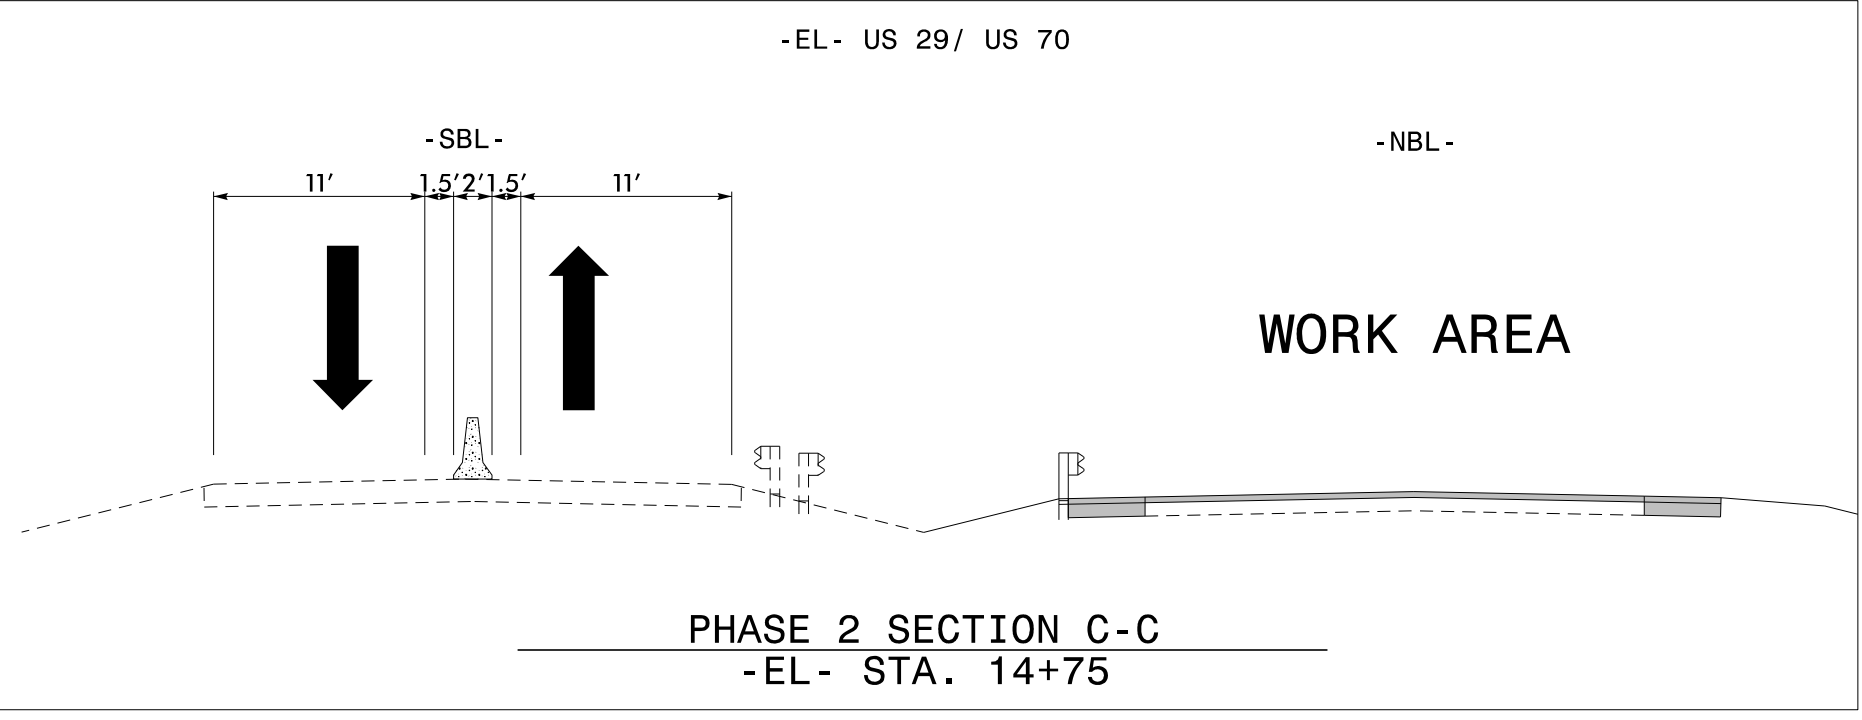 -EL- US 29/ US 70
-SBL-
-NBL-
11' 1.5' 2' 1.5' 11'
WORK AREA
PHASE 2 SECTION C-C
-EL- STA. 14+75